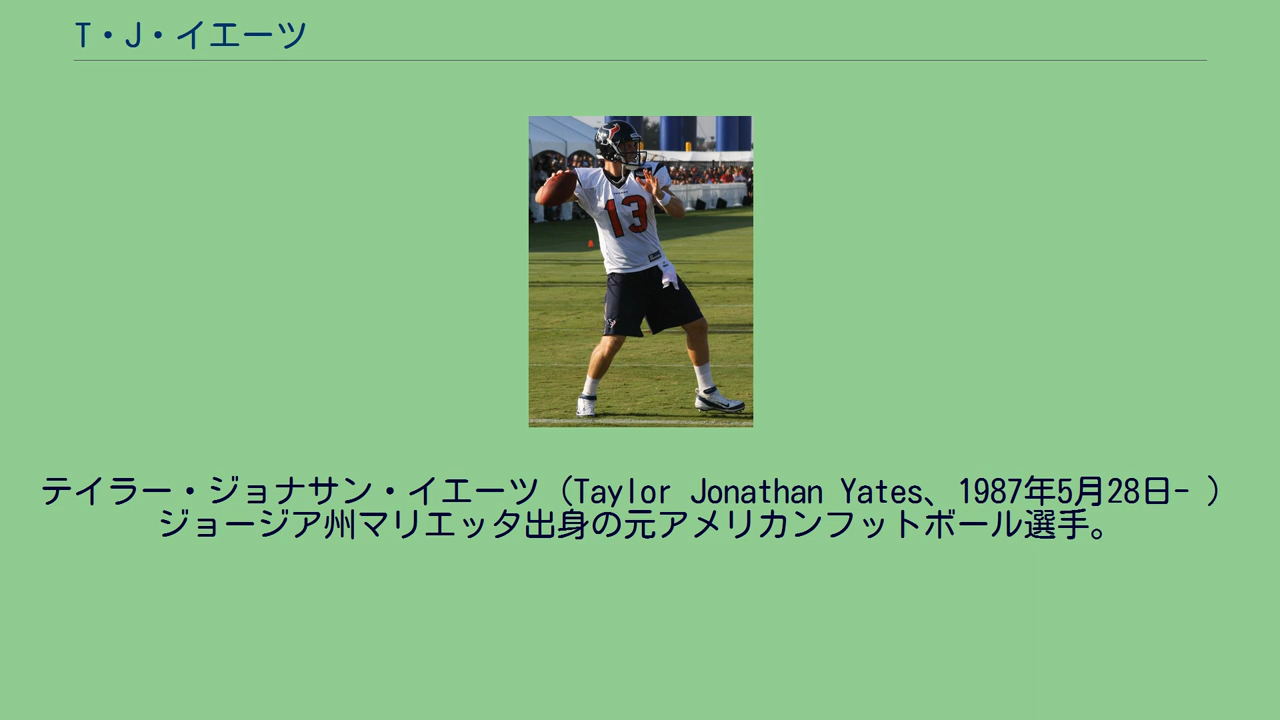 T・J・イエーツ
13
テイラー・ジョナサン・イエーツ（Taylor Jonathan Yates、1987年5月28日- ）
ジョージア州マリエッタ出身の元アメリカンフットボール選手。